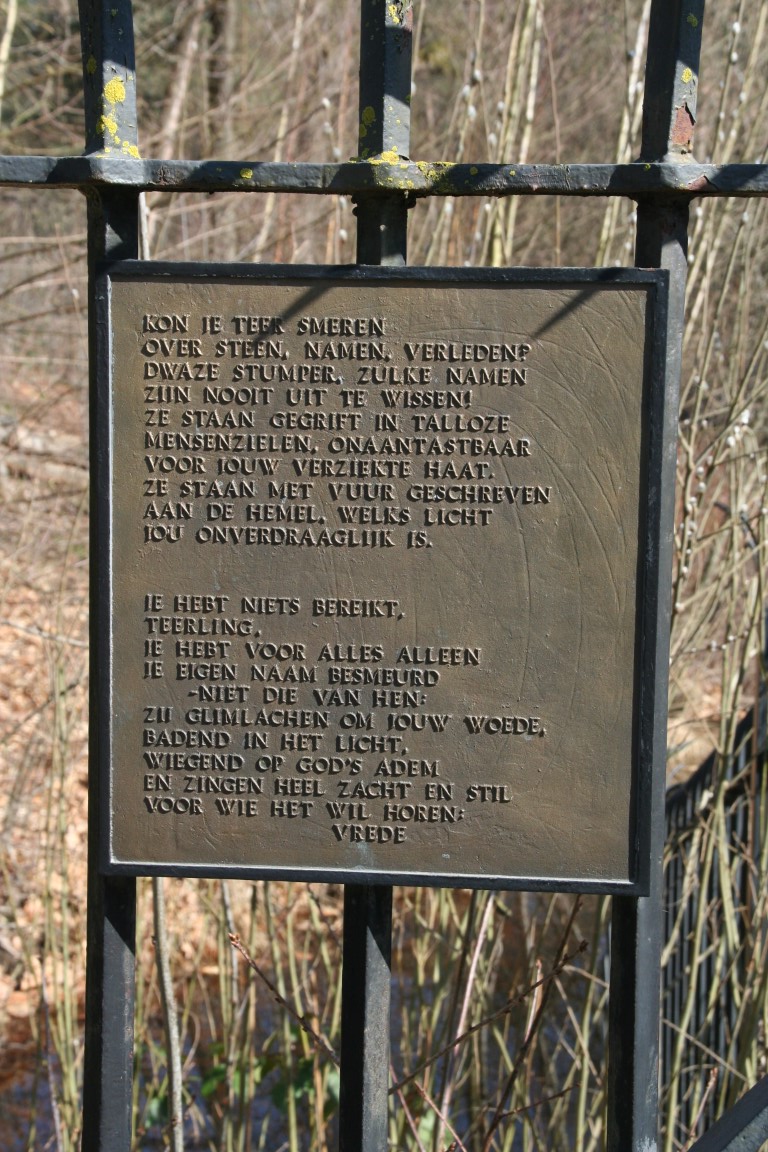 KON JE TEER SMEREN
OVER STEEN, NAMEN, VERLEDEN?
DWAZE STUMPER, ZULKE NAMEN
ZIJN NOOIT UIT TE WISSEN!
ZE STAAN GEGRIFT IN TALLOZE
MENSENZIELEN, ONAANTASTBAAR
VOOR JOUW VERZIEKTE HAAT.
ZE STAAN MET VUUR GESCHREVEN
AAN DE HEMEL, WELKS LICHT
JOU ONVERDRAAGLIJK IS.
JE HEBT NIETS BEREIKT,
TEERLING,
JE HEBT VOOR ALLES ALLEEN
JE EIGEN NAAM BESMEURD
-NIET DIE VAN HEN:
ZIJ GLIMLACHEN OM JOUW WOEDE,
BADEND IN HET LICHT,
WIEGEND OP GOD'S ADEM
EN ZINGEN HEEL ZACHT EN STIL
VOOR WIE HET WIL HOREN:
VREDE